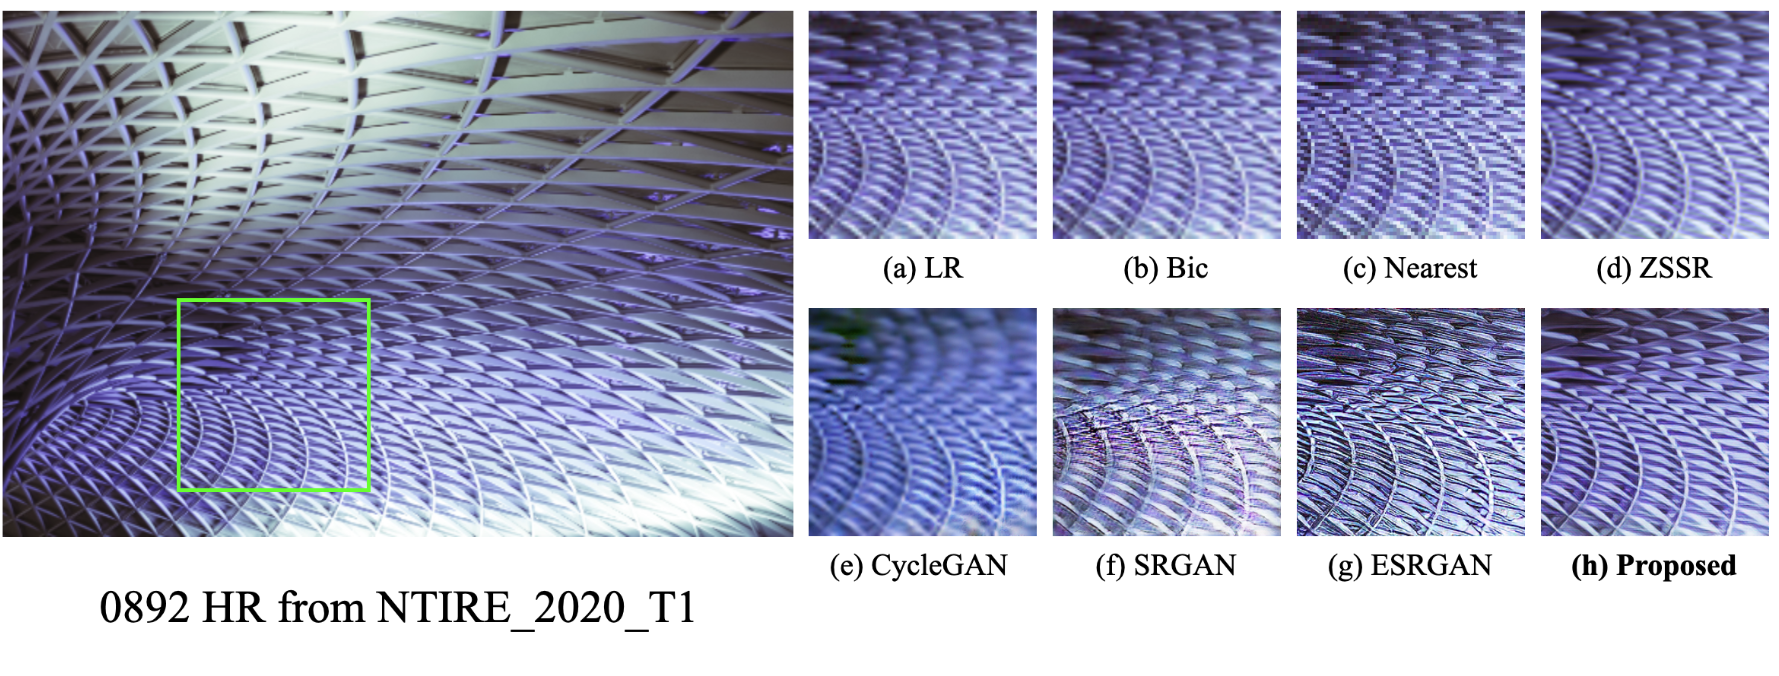 (a) LR
(b) Bic
(c) Nearest
(d) ZSSR
(e) CycleGAN
(f) SRGAN
(g) ESRGAN
(h) Proposed
0892 HR from NTIRE_2020_T1